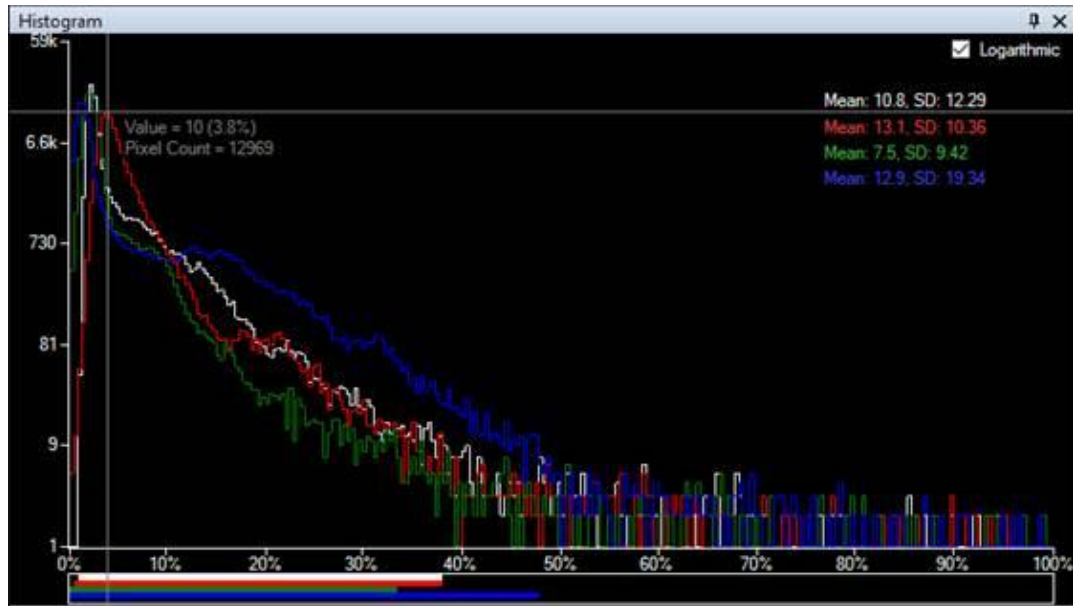 Histogram
59k
Logarithmic
Mean: 10.8, SD: 12.29
Value = 10 (3.8%)
Mean: 13.1, SD: 10.36
6.6k
Pixel Count = 12969
Mean: 7.5, SD: 9.42
Mean: 12.9, SD: 19.34
730
81
9
1
0% 10% 20% 30% 40% 50% 60% 70% 80% 90% 100%